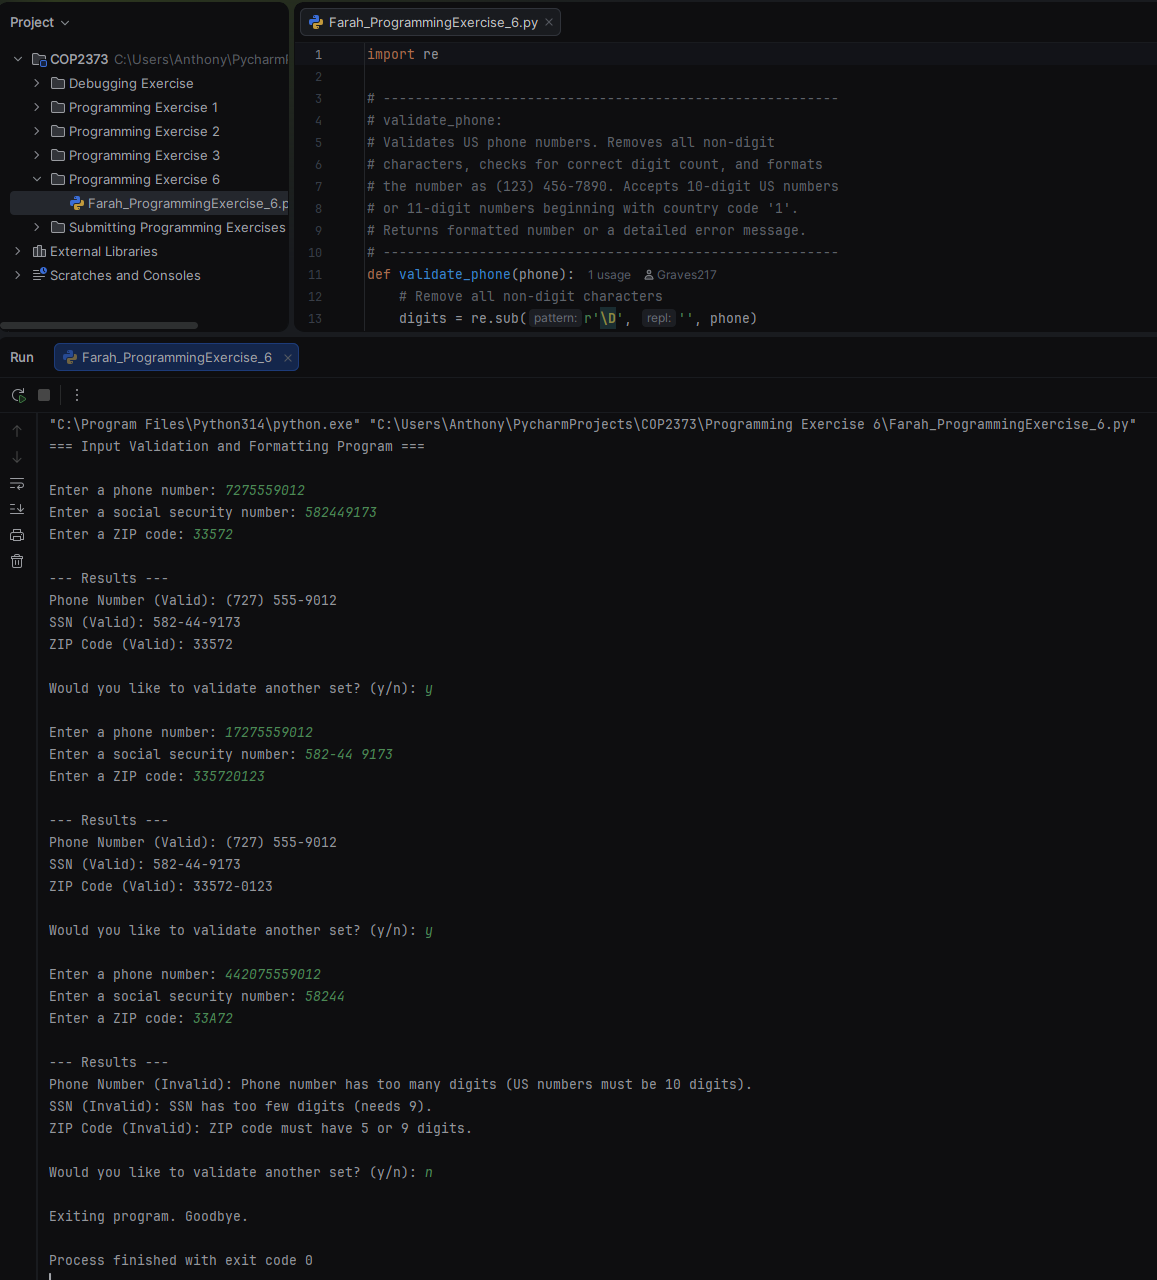 Project
COP2373 C:\Users\Anthony\PycharmP
Debugging Exercise
Programming Exercise 1
Programming Exercise 2
Programming Exercise 3
Programming Exercise 6
Farah_ProgrammingExercise_6.p
Submitting Programming Exercises
External Libraries
Scratches and Consoles
Farah_ProgrammingExercise_6.py
1 import re
2
3 # ---------------------------------------------------------
4 # validate_phone:
5 # Validates US phone numbers. Removes all non-digit
6 # characters, checks for correct digit count, and formats
7 # the number as (123) 456-7890. Accepts 10-digit US numbers
8 # or 11-digit numbers beginning with country code '1'.
9 # Returns formatted number or a detailed error message.
10 # ---------------------------------------------------------
11 def validate_phone(phone): 1 usage Graves217
12 # Remove all non-digit characters
13 digits = re.sub( pattern: r'\D', repl: '', phone)
Run Farah_ProgrammingExercise_6
"C:\Program Files\Python314\python.exe" "C:\Users\Anthony\PycharmProjects\COP2373\Programming Exercise 6\Farah_ProgrammingExercise_6.py"
=== Input Validation and Formatting Program ===
Enter a phone number: 7275559012
Enter a social security number: 582449173
Enter a ZIP code: 33572
--- Results ---
Phone Number (Valid): (727) 555-9012
SSN (Valid): 582-44-9173
ZIP Code (Valid): 33572
Would you like to validate another set? (y/n): y
Enter a phone number: 17275559012
Enter a social security number: 582-44 9173
Enter a ZIP code: 335720123
--- Results ---
Phone Number (Valid): (727) 555-9012
SSN (Valid): 582-44-9173
ZIP Code (Valid): 33572-0123
Would you like to validate another set? (y/n): y
Enter a phone number: 442075559012
Enter a social security number: 58244
Enter a ZIP code: 33A72
--- Results ---
Phone Number (Invalid): Phone number has too many digits (US numbers must be 10 digits).
SSN (Invalid): SSN has too few digits (needs 9).
ZIP Code (Invalid): ZIP code must have 5 or 9 digits.
Would you like to validate another set? (y/n): n
Exiting program. Goodbye.
Process finished with exit code 0